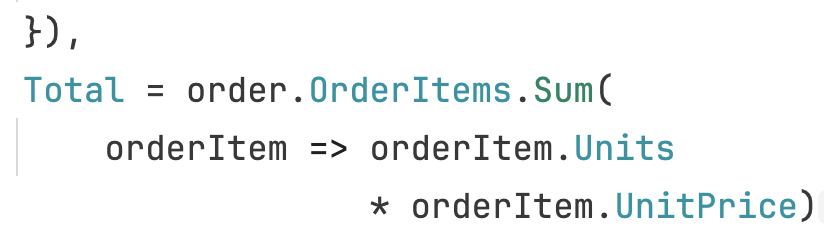 }),
Total = order.OrderItems.Sum(
orderItem => orderItem.Units
* orderItem.UnitPrice)